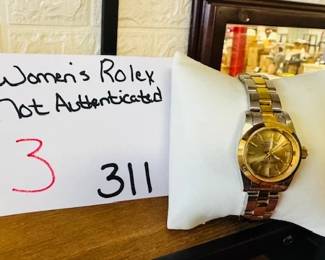 Women's Rolex
Not Authenticated
3 311